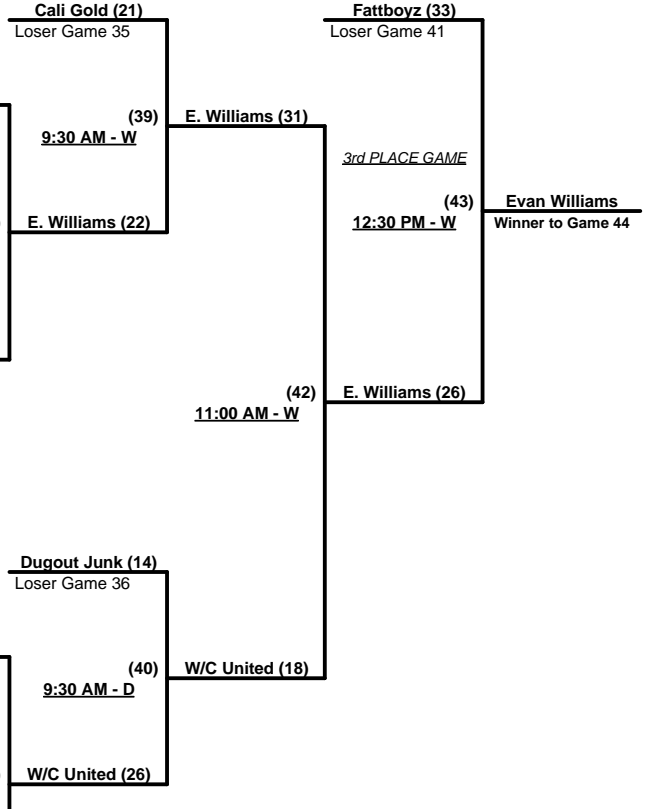 Cali Gold (21)
Loser Game 35
Fattboyz (33)
Loser Game 41
(39)
9:30 AM - W
E. Williams (31)
3rd PLACE GAME
E. Williams (22)
(43)
12:30 PM - W
Evan Williams
Winner to Game 44
(42)
11:00 AM - W
E. Williams (26)
Dugout Junk (14)
Loser Game 36
(40)
9:30 AM - D
W/C United (18)
W/C United (26)